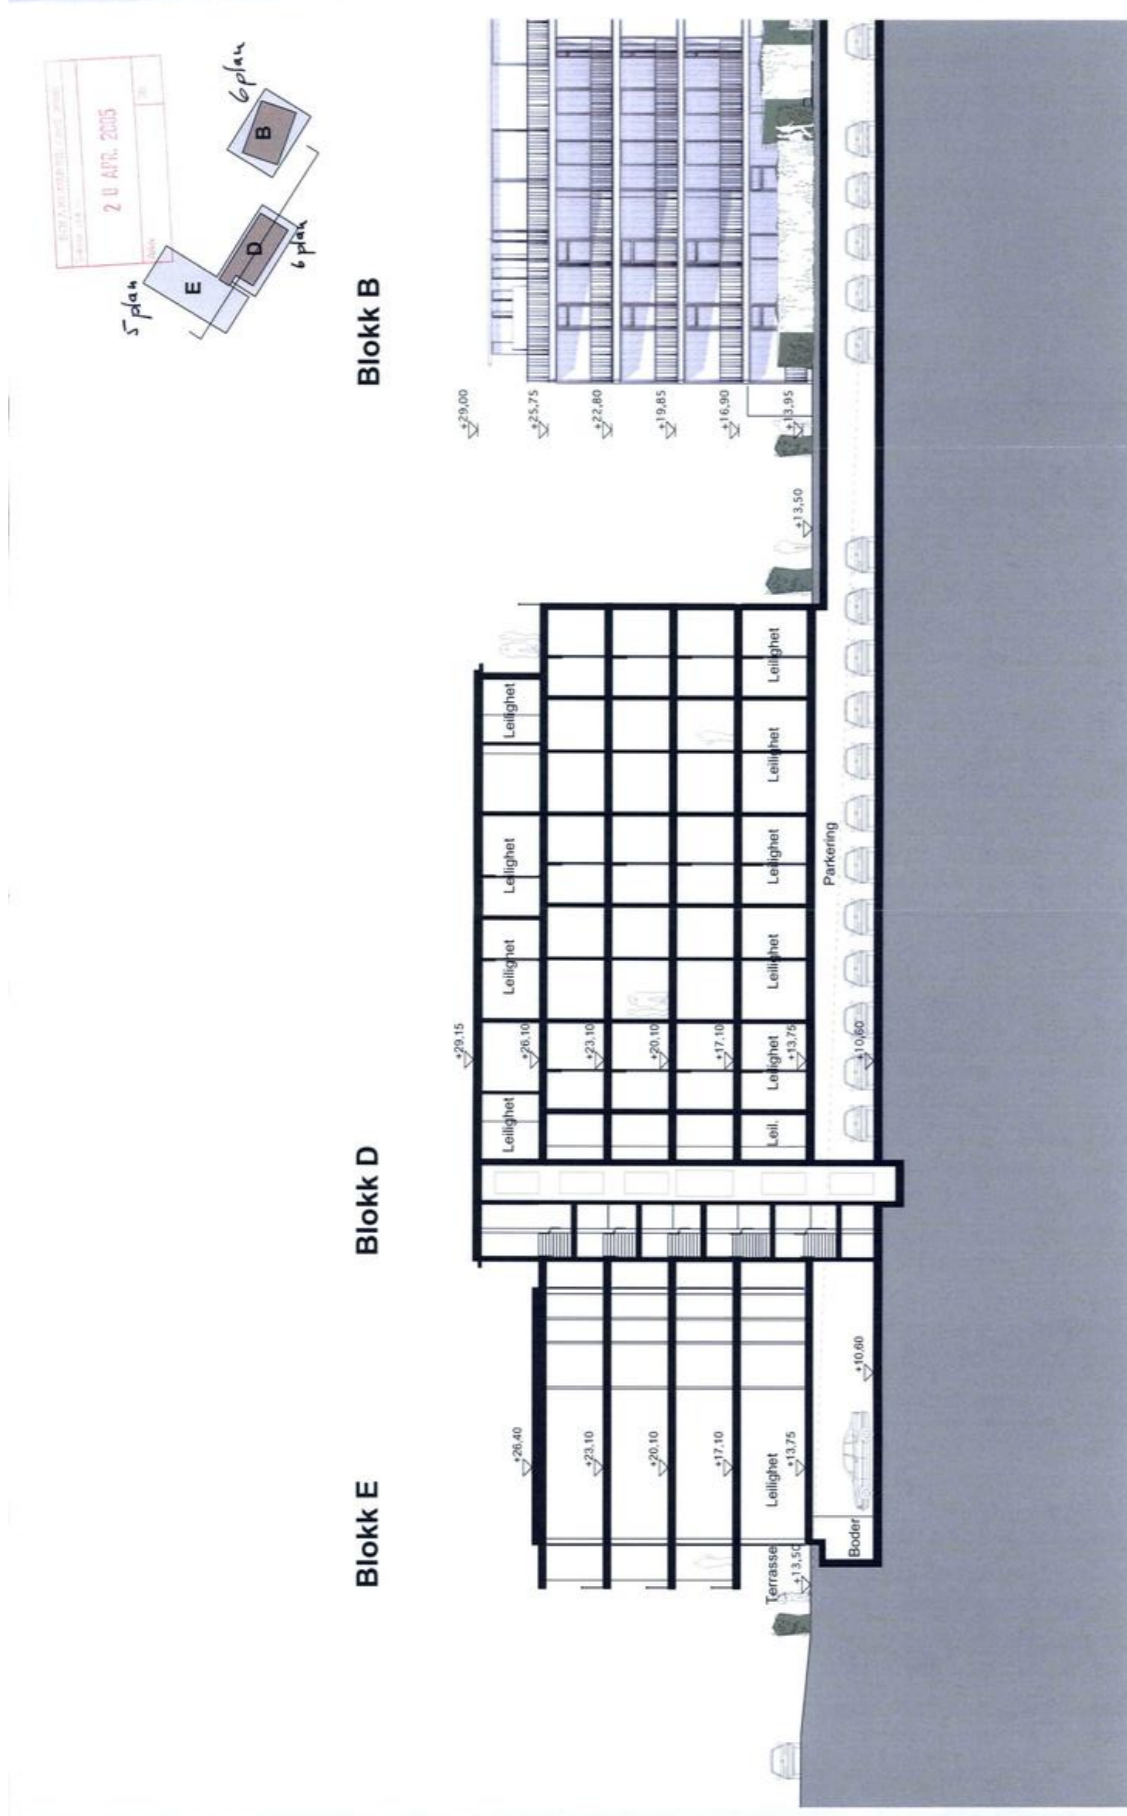 Blokk E
Blokk D
Blokk B
5 plan
6 plan
6 plan
E
D
B
20 APR. 2005
+26,40
+23,10
+20,10
+17,10
+13,75
+10,60
+13,50
Terrasse
Leilighet
Boder
+29,15
+26,10
+23,10
+20,10
+17,10
+13,75
+10,60
Leilighet
Leilighet
Leilighet
Leilighet
Leil.
Leilighet
Leilighet
Leilighet
Leilighet
Leilighet
Parkering
+13,50
+29,00
+25,75
+22,80
+19,85
+16,90
+13,95